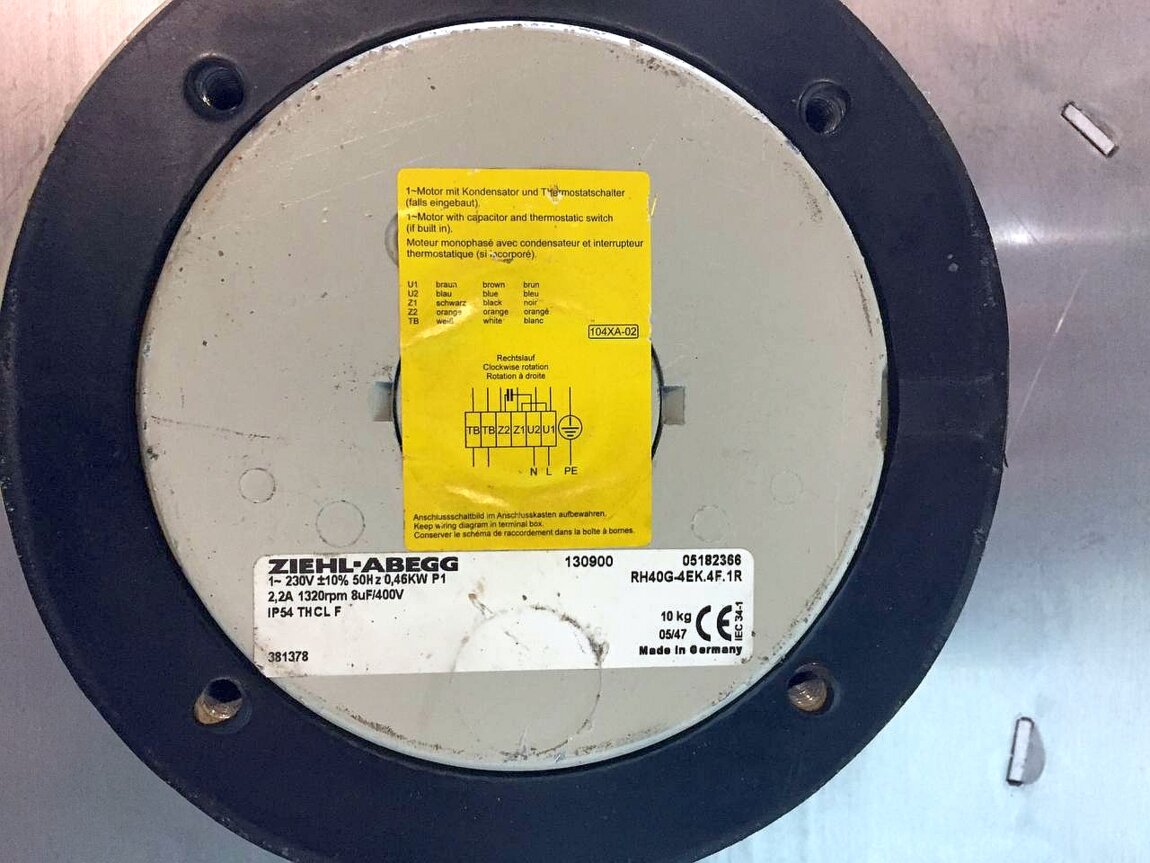 1~Motor mit Kondensator und Thermostatschalter
(falls eingebaut).
1~Motor with capacitor and thermostatic switch
(if built in).
Moteur monophasé avec condensateur et interrupteur
thermostatique (si incorporé).
U1 braun brown brun
U2 blau blue bleu
Z1 schwarz black noir
Z2 orange orange orangé
TB weiß white blanc
104XA-02
Rechtslauf
Clockwise rotation
Rotation à droite
TB TB Z2 Z1 U2 U1
N L PE
Anschlussschaltbild im Anschlusskasten aufbewahren.
Keep wiring diagram in terminal box.
Conserver le schéma de raccordement dans la boîte à bornes.
ZIEHL-ABEGG 130900 05182366
1~ 230V ±10% 50Hz 0,46KW P1 RH40G-4EK.4F.1R
2,2A 1320rpm 8uF/400V
IP54 THCL F
10 kg CE IEC 34-1
05/47
381378 Made in Germany